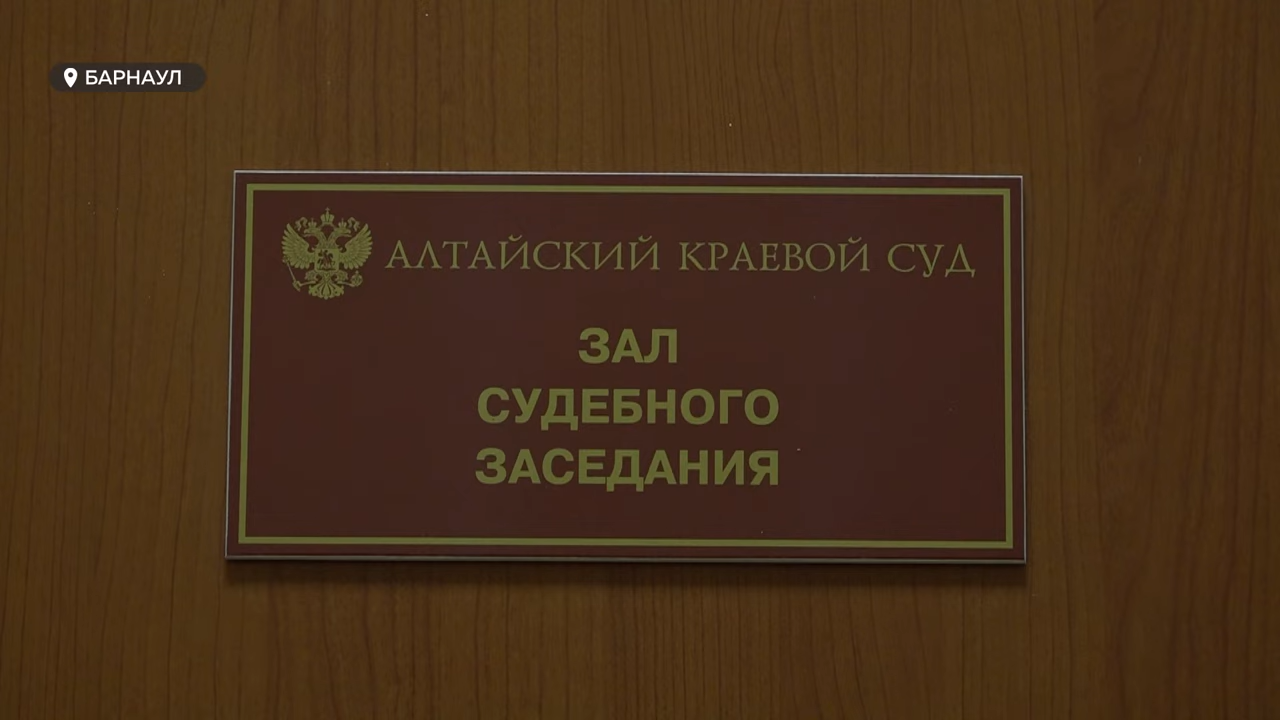 БАРНАУЛ
АЛТАЙСКИЙ КРАЕВОЙ СУД
ЗАЛ
СУДЕБНОГО
ЗАСЕДАНИЯ